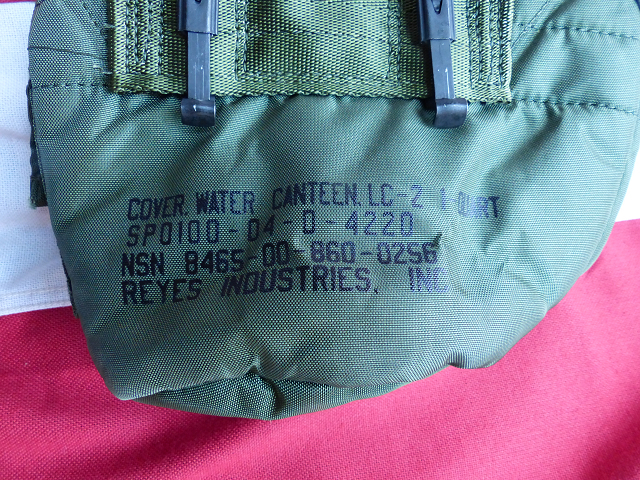 COVER, WATER CANTEEN, LC-2 1 QUART
SP0100-04-D-4220
NSN 8465-00-860-0256
REYES INDUSTRIES, INC